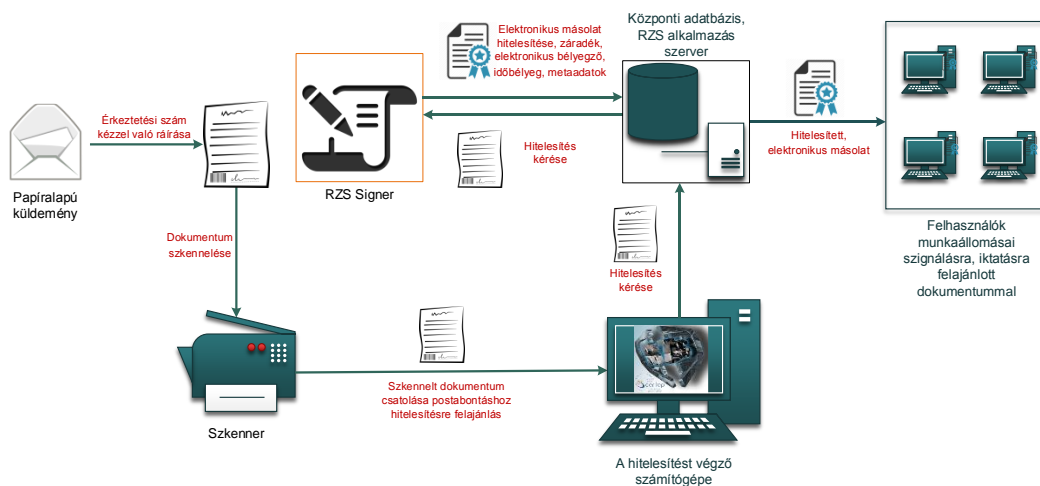 Elektronikus másolat
hitelesítése, záradék,
elektronikus bélyegző,
időbélyeg, metaadatok
Központi adatbázis,
RZS alkalmazás
szerver
Érkeztetési szám
kézzel való ráírása
Papíralapú
küldemény
RZS Signer
Hitelesítés
kérése
Hitelesített,
elektronikus másolat
Felhasználók
munkaállomásai
szignálásra, iktatásra
felajánlott
dokumentummal
Dokumentum
szkennelése
Hitelesítés
kérése
Szkennelt dokumentum
csatolása postabontáshoz
hitelesítésre felajánlás
Szkenner
A hitelesítést végző
számítógépe